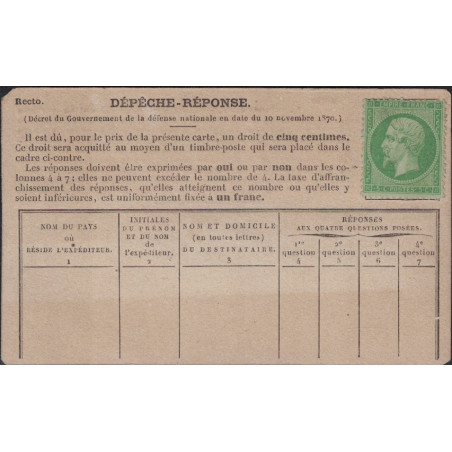 Recto.
DÉPÊCHE-RÉPONSE.
(Décret du Gouvernement de la défense nationale en date du 10 novembre 1870.)
Il est dû, pour le prix de la présente carte, un droit de cinq centimes.
Ce droit sera acquitté au moyen d'un timbre-poste qui sera placé dans le
cadre ci-contre.
Les réponses doivent être exprimées par oui ou par non dans les co-
lonnes 4 à 7; elles ne peuvent excéder le nombre de 4. La taxe d'affran-
chissement des réponses, qu'elles atteignent ce nombre ou qu'elles y
soient inférieures, est uniformément fixée à un franc.
EMPIRE FRANC
5 C POSTES 5 C
NOM DU PAYS
où
RÉSIDE L'EXPÉDITEUR.
1
INITIALES
DU PRÉNOM
ET DU NOM
de
l'expéditeur.
2
NOM ET DOMICILE
(en toutes lettres)
DU DESTINATAIRE.
3
RÉPONSES
AUX QUATRE QUESTIONS POSÉES.
1re
question
4
2e
question
5
3e
question
6
4e
question
7